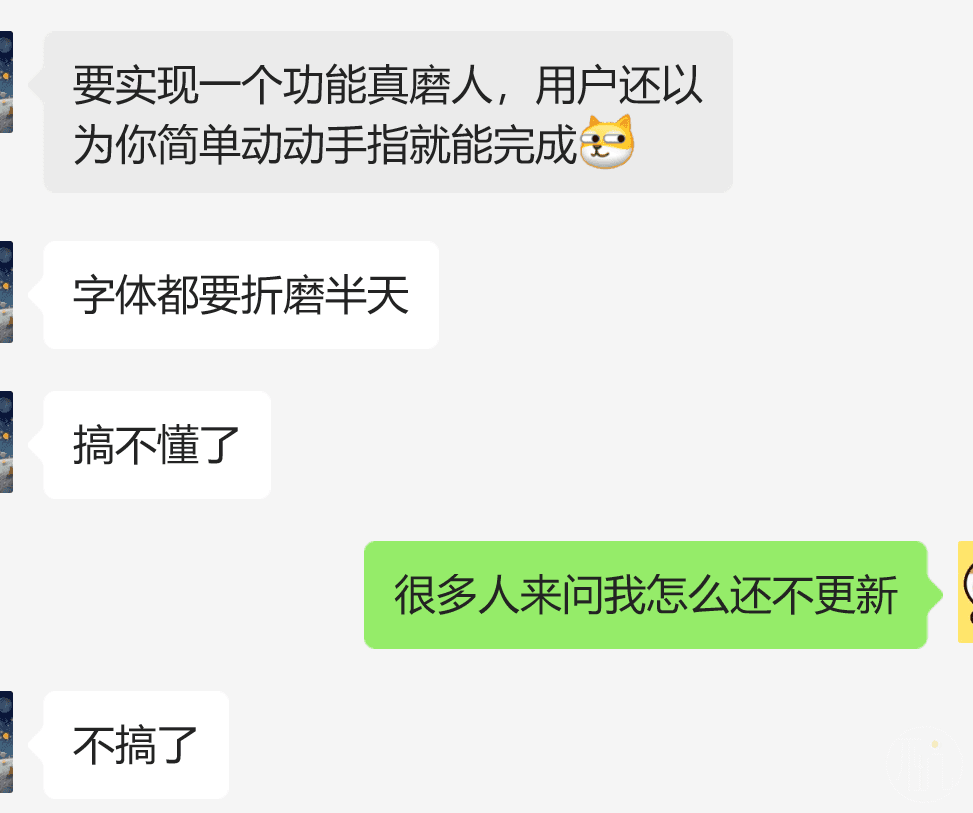 要实现一个功能真磨人，用户还以
为你简单动动手指就能完成
字体都要折磨半天
搞不懂了
很多人来问我怎么还不更新
不搞了